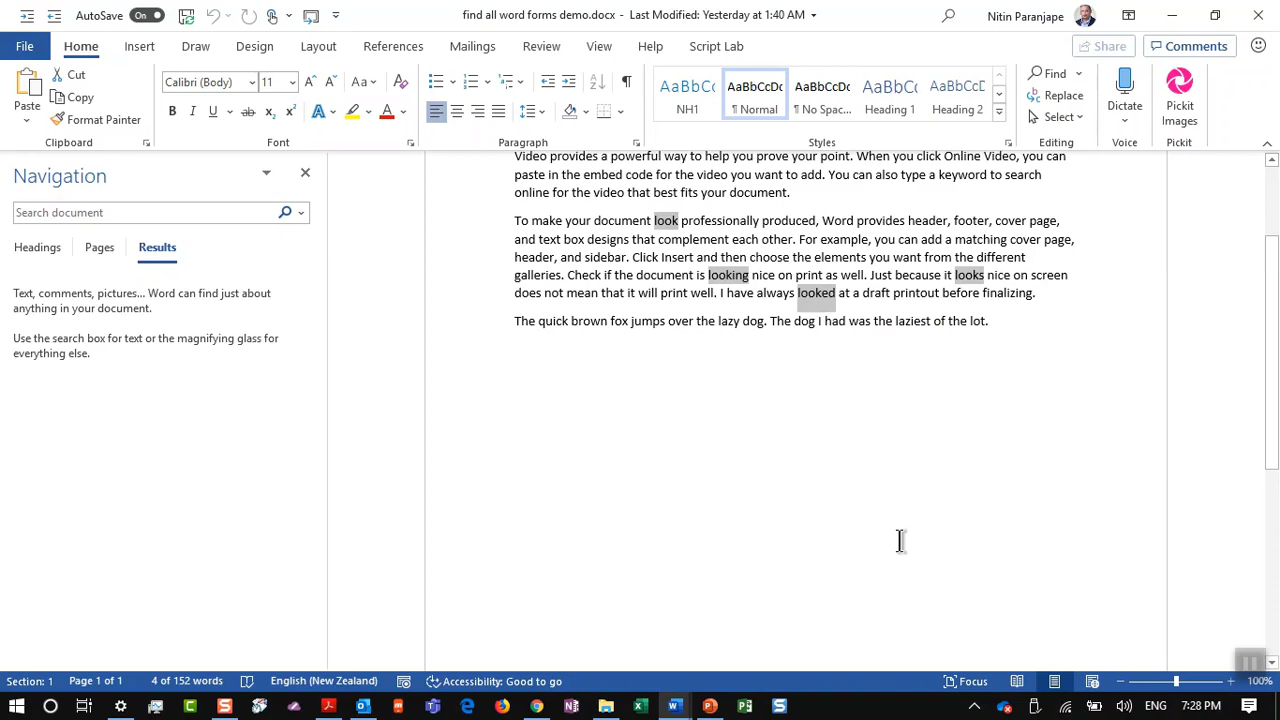 AutoSave On
find all word forms demo.docx - Last Modified: Yesterday at 1:40 AM
Nitin Paranjape
File Home Insert Draw Design Layout References Mailings Review View Help Script Lab
Share Comments
Paste
Cut
Copy
Format Painter
Clipboard
Calibri (Body) 11
Aa
B I U ab x₂ x²
A A
Font
Paragraph
AaBbCc AaBbCcDc AaBbCcDc AaBbCc AaBbCcD
NH1 ¶ Normal ¶ No Spac... Heading 1 Heading 2
Styles
Find
Replace
Select
Editing
Dictate
Voice
Pickit
Images
Pickit
Navigation
Search document
Headings Pages Results
Text, comments, pictures... Word can find just about
anything in your document.
Use the search box for text or the magnifying glass for
everything else.
Video provides a powerful way to help you prove your point. When you click Online Video, you can
paste in the embed code for the video you want to add. You can also type a keyword to search
online for the video that best fits your document.
To make your document look professionally produced, Word provides header, footer, cover page,
and text box designs that complement each other. For example, you can add a matching cover page,
header, and sidebar. Click Insert and then choose the elements you want from the different
galleries. Check if the document is looking nice on print as well. Just because it looks nice on screen
does not mean that it will print well. I have always looked at a draft printout before finalizing.
The quick brown fox jumps over the lazy dog. The dog I had was the laziest of the lot.
Section: 1 Page 1 of 1 4 of 152 words English (New Zealand) Accessibility: Good to go Focus 100%
7:28 PM